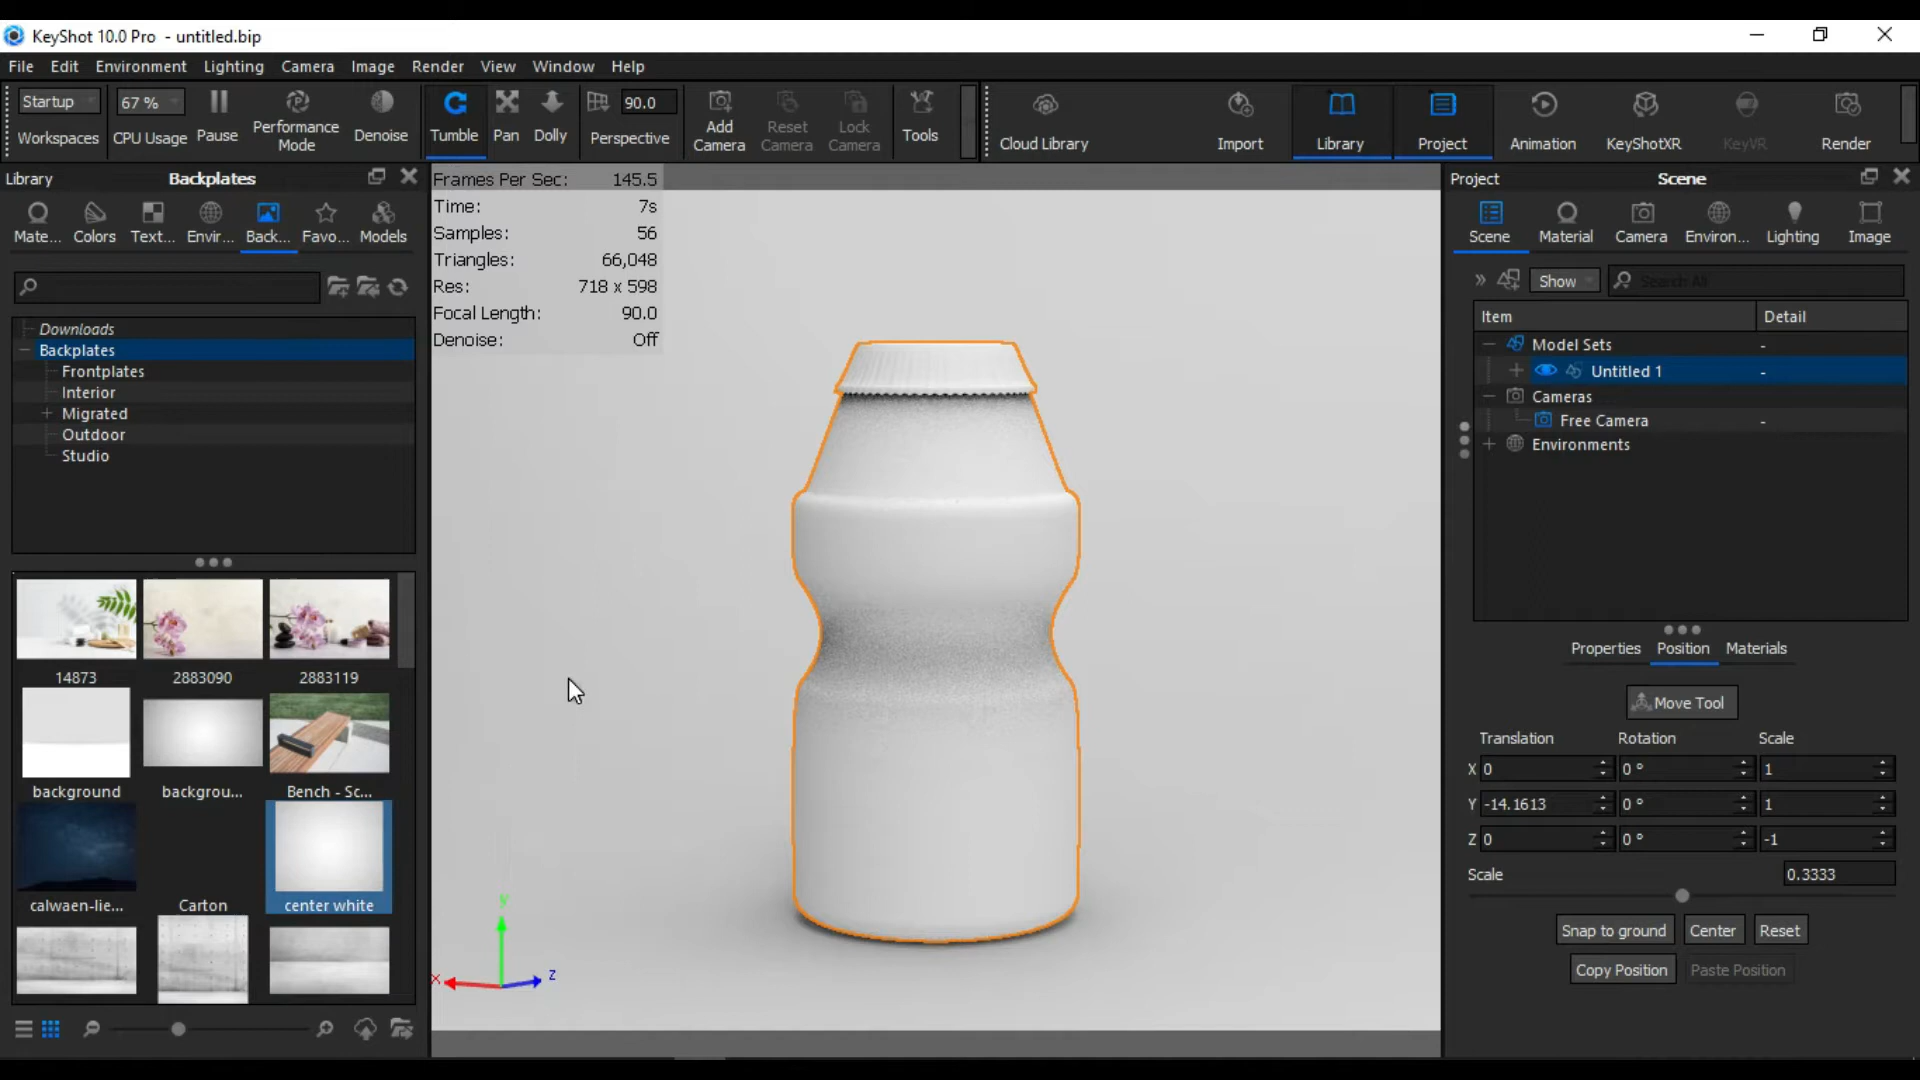 KeyShot 10.0 Pro - untitled.bip
File Edit Environment Lighting Camera Image Render View Window Help
Startup
Workspaces
67 %
CPU Usage
Pause
Performance Mode
Denoise
Tumble
Pan
Dolly
90.0
Perspective
Add Camera
Reset Camera
Lock Camera
Tools
Cloud Library
Import
Library
Project
Animation
KeyShotXR
KeyVR
Render
Library Backplates
Mate... Colors Text... Envir... Back... Favo... Models
Downloads
Backplates
Frontplates
Interior
Migrated
Outdoor
Studio
14873 2883090 2883119
background backgrou... Bench - Sc...
calwaen-lie... Carton center white
Frames Per Sec: 145.5
Time: 7s
Samples: 56
Triangles: 66,048
Res: 718 x 598
Focal Length: 90.0
Denoise: Off
Y
X
Z
Project Scene
Scene Material Camera Environ... Lighting Image
Show Search All
Item Detail
Model Sets -
Untitled 1 -
Cameras
Free Camera -
Environments
Properties Position Materials
Move Tool
Translation Rotation Scale
X 0 0 ° 1
Y -14.1613 0 ° 1
Z 0 0 ° -1
Scale 0.3333
Snap to ground Center Reset
Copy Position Paste Position